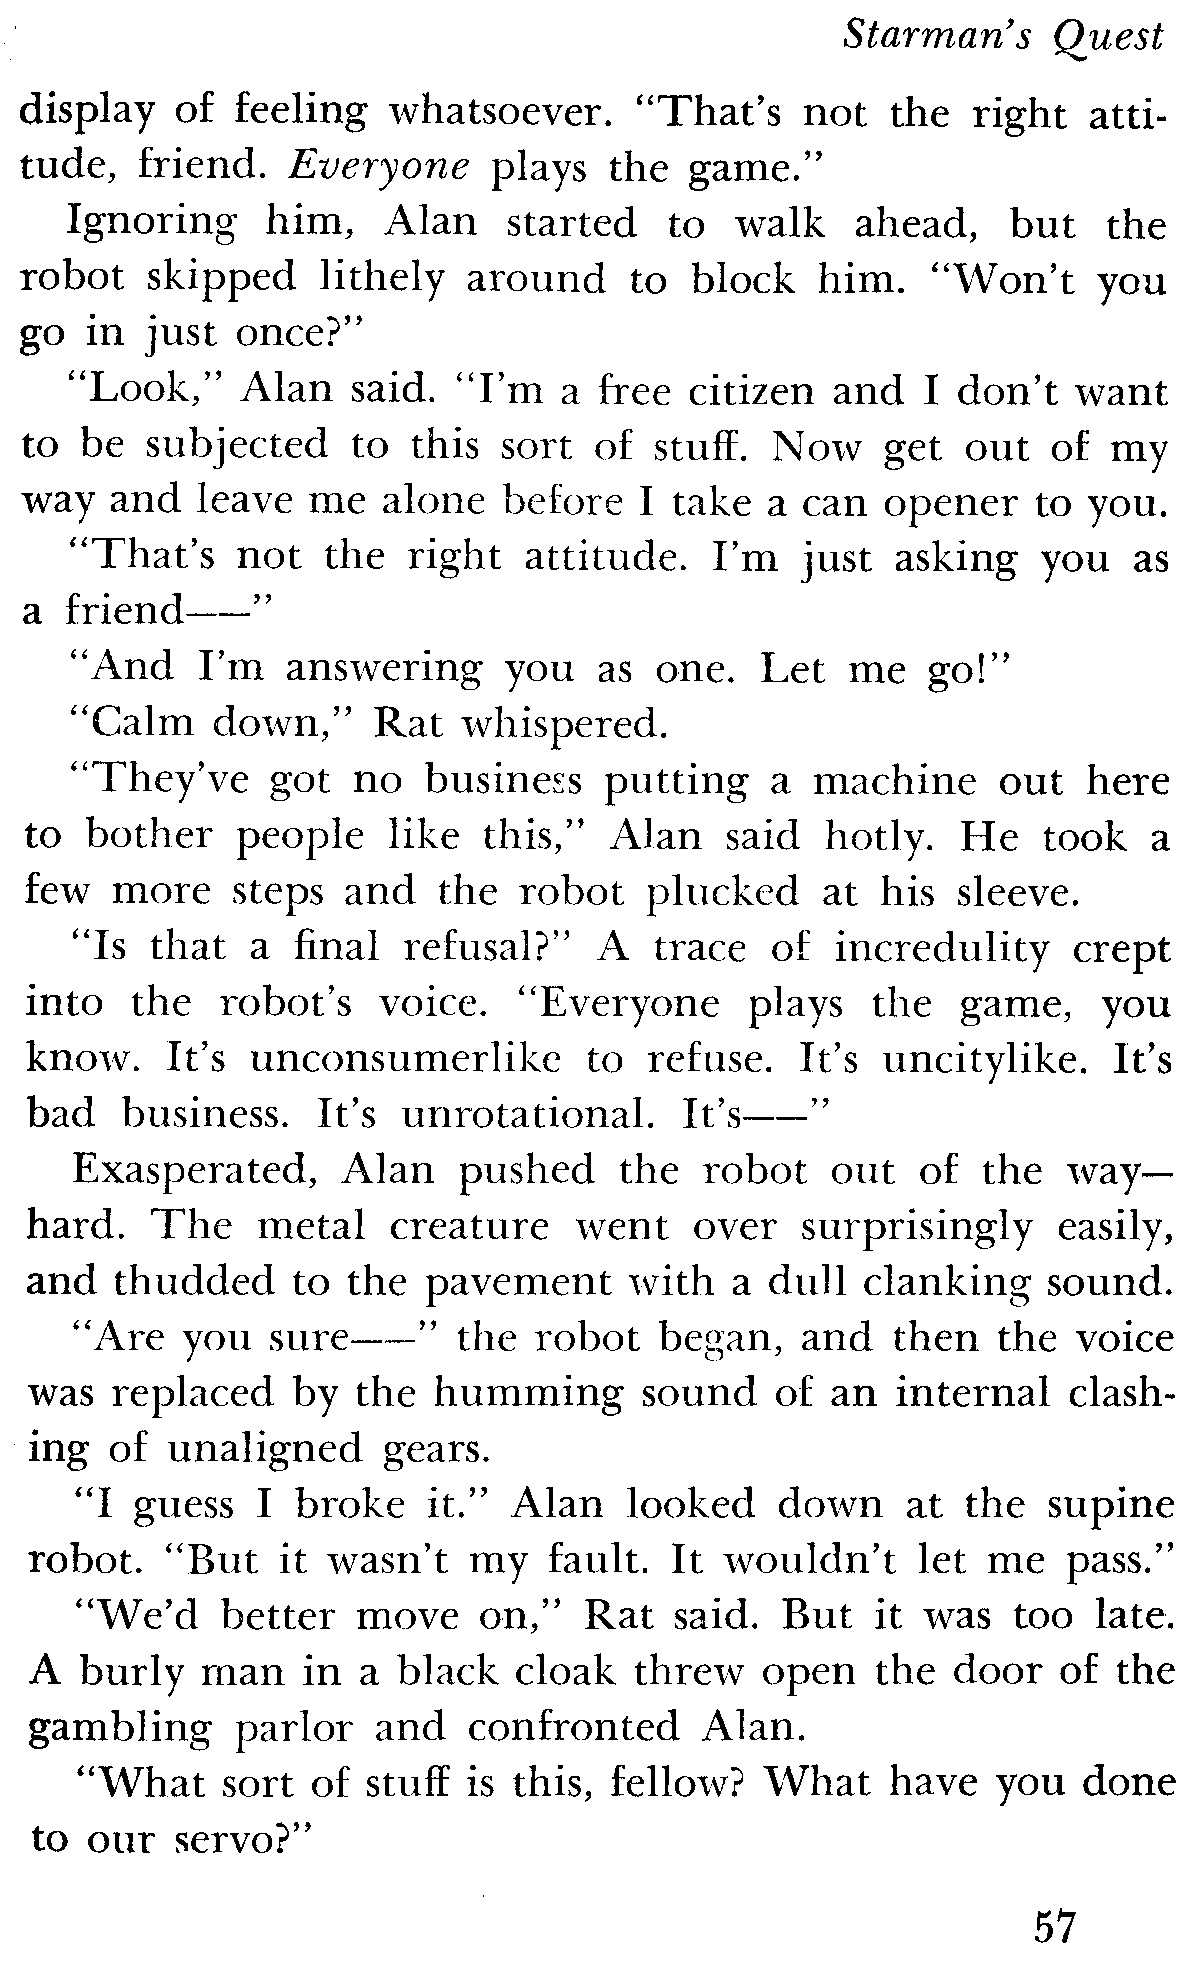 Starman's Quest
display of feeling whatsoever. “That's not the right atti-
tude, friend. Everyone plays the game.”
Ignoring him, Alan started to walk ahead, but the
robot skipped lithely around to block him. “Won't you
go in just once?”
“Look,” Alan said. “I'm a free citizen and I don't want
to be subjected to this sort of stuff. Now get out of my
way and leave me alone before I take a can opener to you.
“That's not the right attitude. I'm just asking you as
a friend——”
“And I'm answering you as one. Let me go!”
“Calm down,” Rat whispered.
“They've got no business putting a machine out here
to bother people like this,” Alan said hotly. He took a
few more steps and the robot plucked at his sleeve.
“Is that a final refusal?” A trace of incredulity crept
into the robot's voice. “Everyone plays the game, you
know. It's unconsumerlike to refuse. It's uncitylike. It's
bad business. It's unrotational. It's——”
Exasperated, Alan pushed the robot out of the way—
hard. The metal creature went over surprisingly easily,
and thudded to the pavement with a dull clanking sound.
“Are you sure——” the robot began, and then the voice
was replaced by the humming sound of an internal clash-
ing of unaligned gears.
“I guess I broke it.” Alan looked down at the supine
robot. “But it wasn't my fault. It wouldn't let me pass.”
“We'd better move on,” Rat said. But it was too late.
A burly man in a black cloak threw open the door of the
gambling parlor and confronted Alan.
“What sort of stuff is this, fellow? What have you done
to our servo?”
57